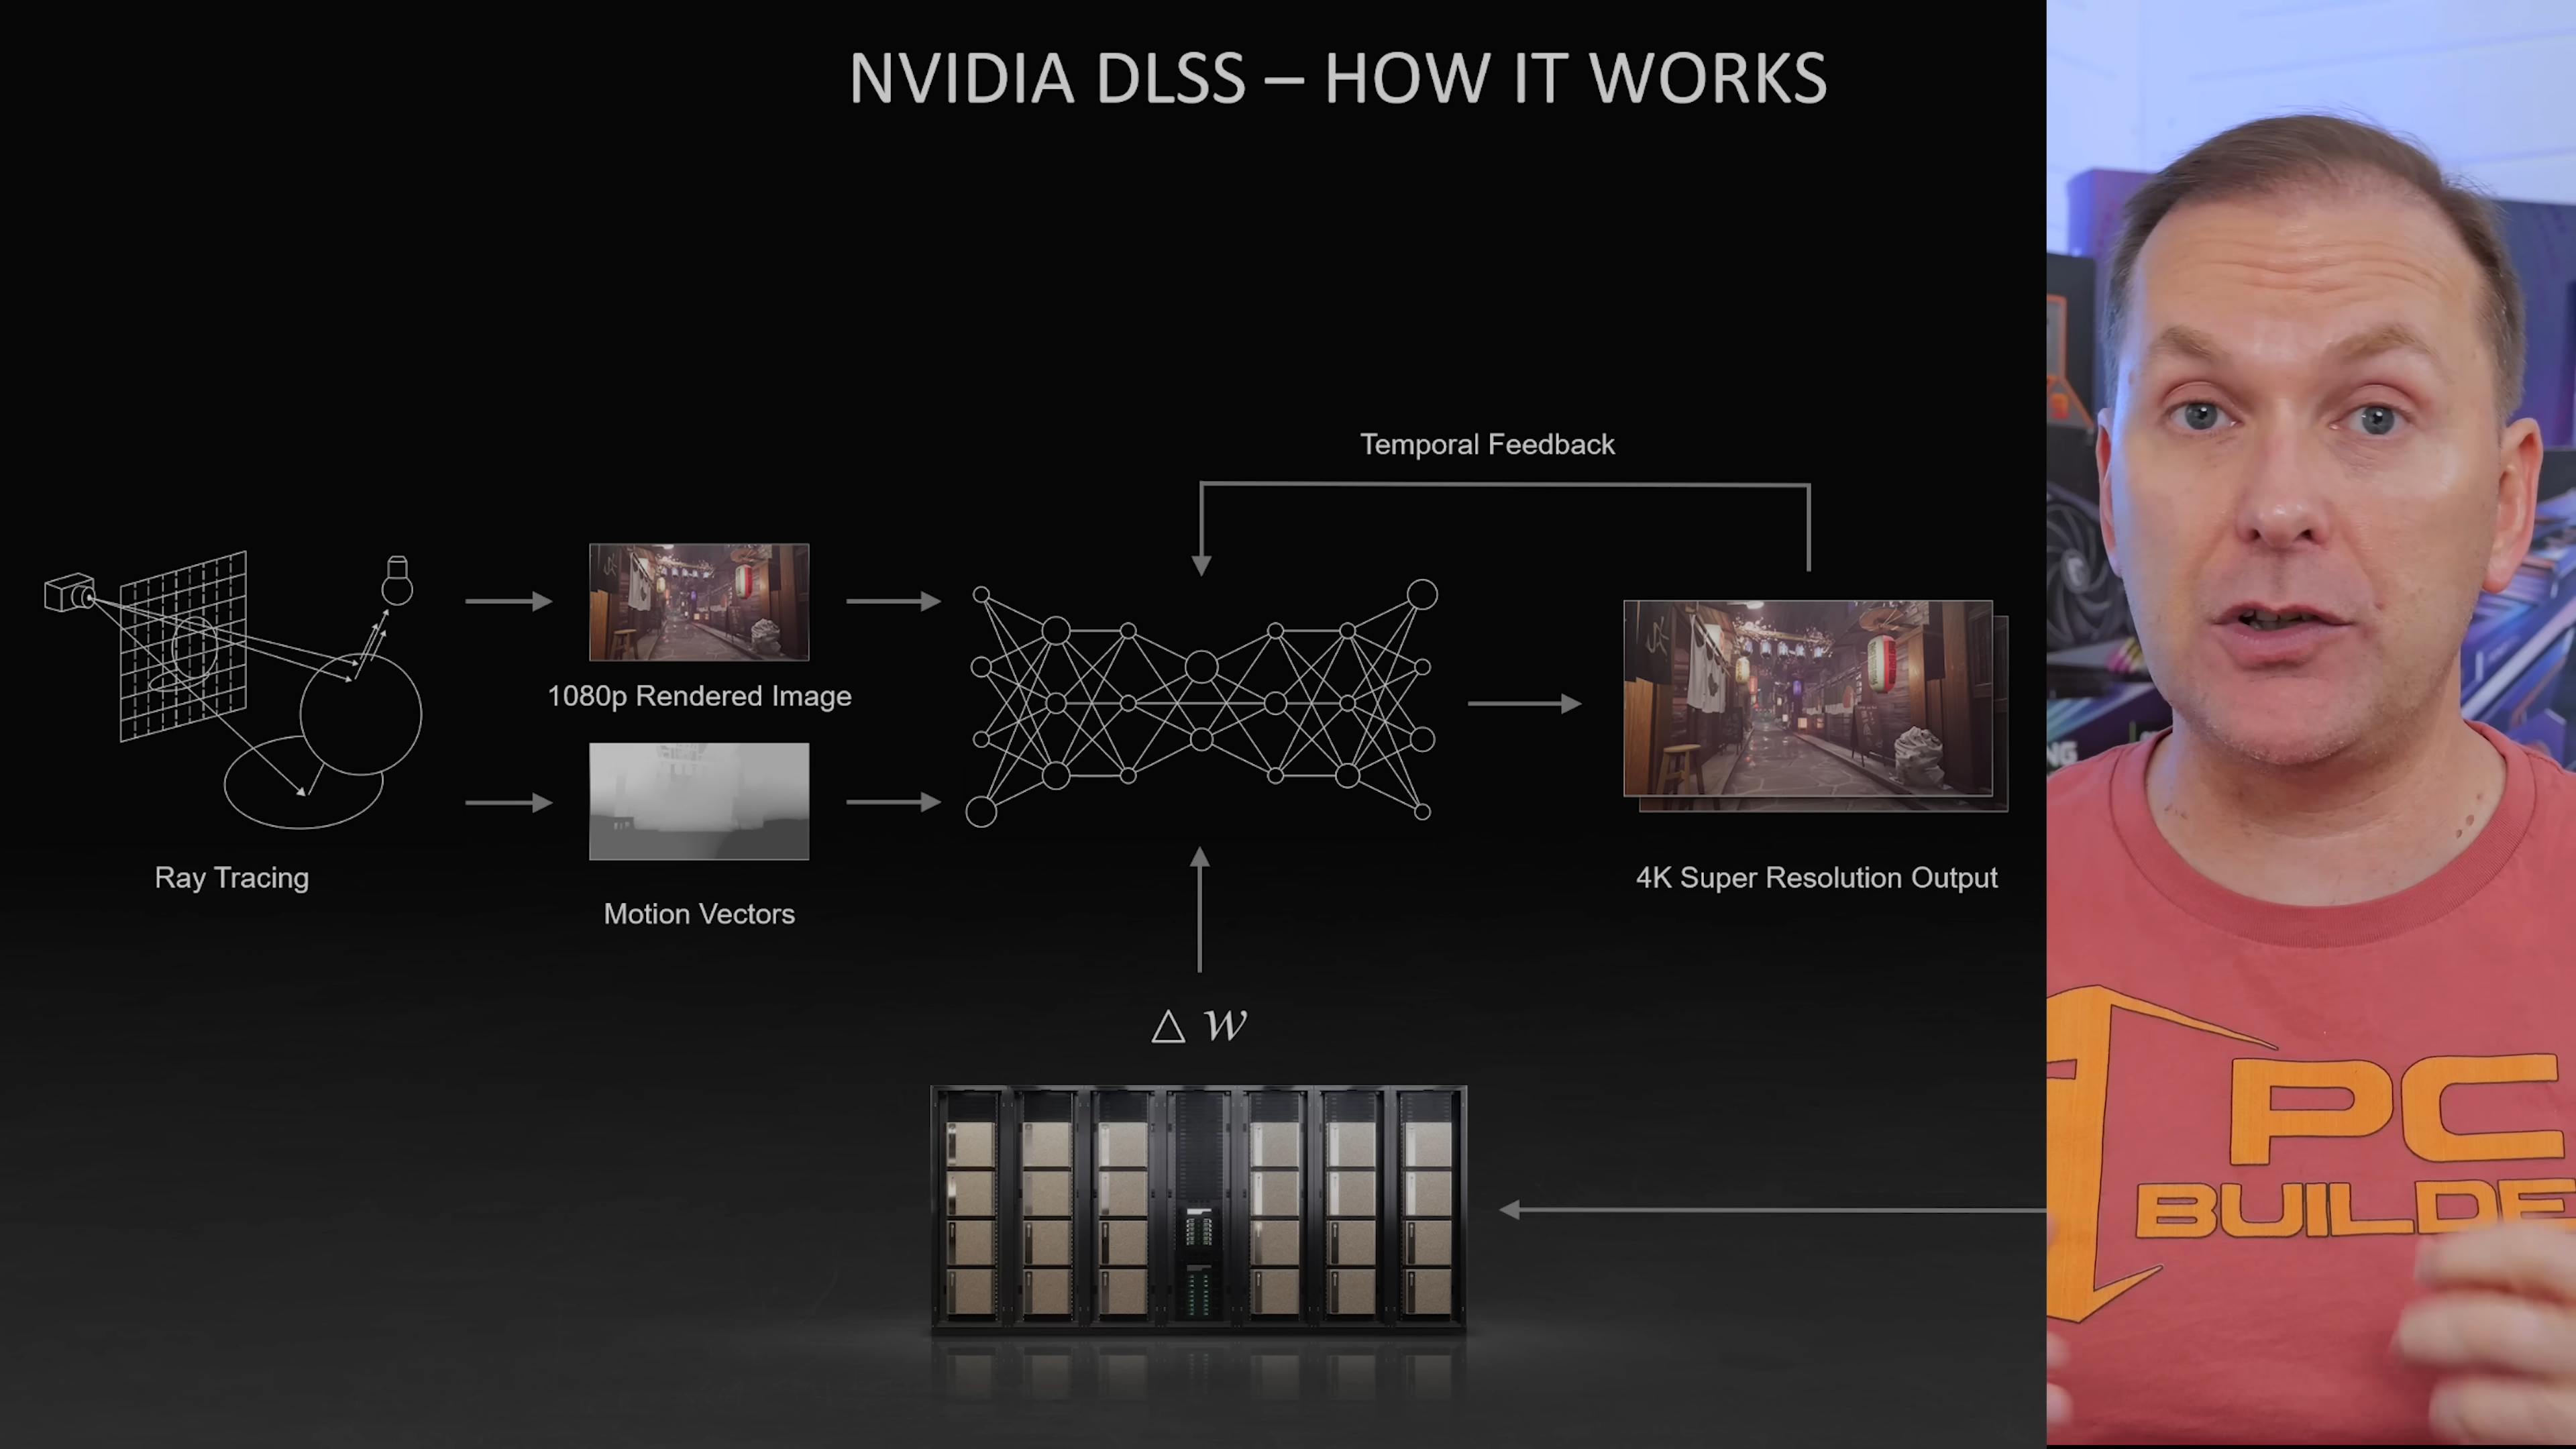 NVIDIA DLSS – HOW IT WORKS
Temporal Feedback
1080p Rendered Image
Ray Tracing
Motion Vectors
4K Super Resolution Output
△ w
PC
BUILDE